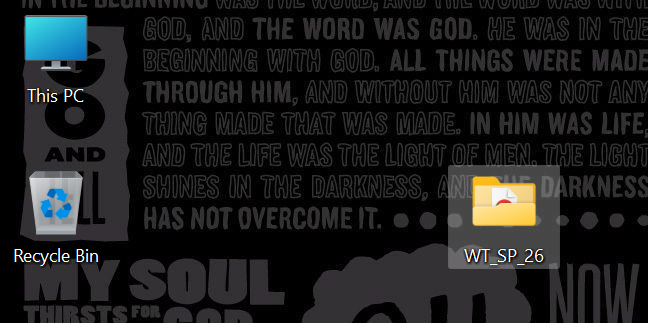 IN THE BEGINNING WAS THE WORD, AND THE WORD WAS WITH
GOD, AND THE WORD WAS GOD. HE WAS IN THE
BEGINNING WITH GOD. ALL THINGS WERE MADE
THROUGH HIM, AND WITHOUT HIM WAS NOT ANY
THING MADE THAT WAS MADE. IN HIM WAS LIFE,
AND THE LIFE WAS THE LIGHT OF MEN. THE LIGHT
SHINES IN THE DARKNESS, AND THE DARKNESS
HAS NOT OVERCOME IT.
This PC
GO
AND
Recycle Bin
WT_SP_26
MY SOUL
THIRSTS FOR
GOD
NOW